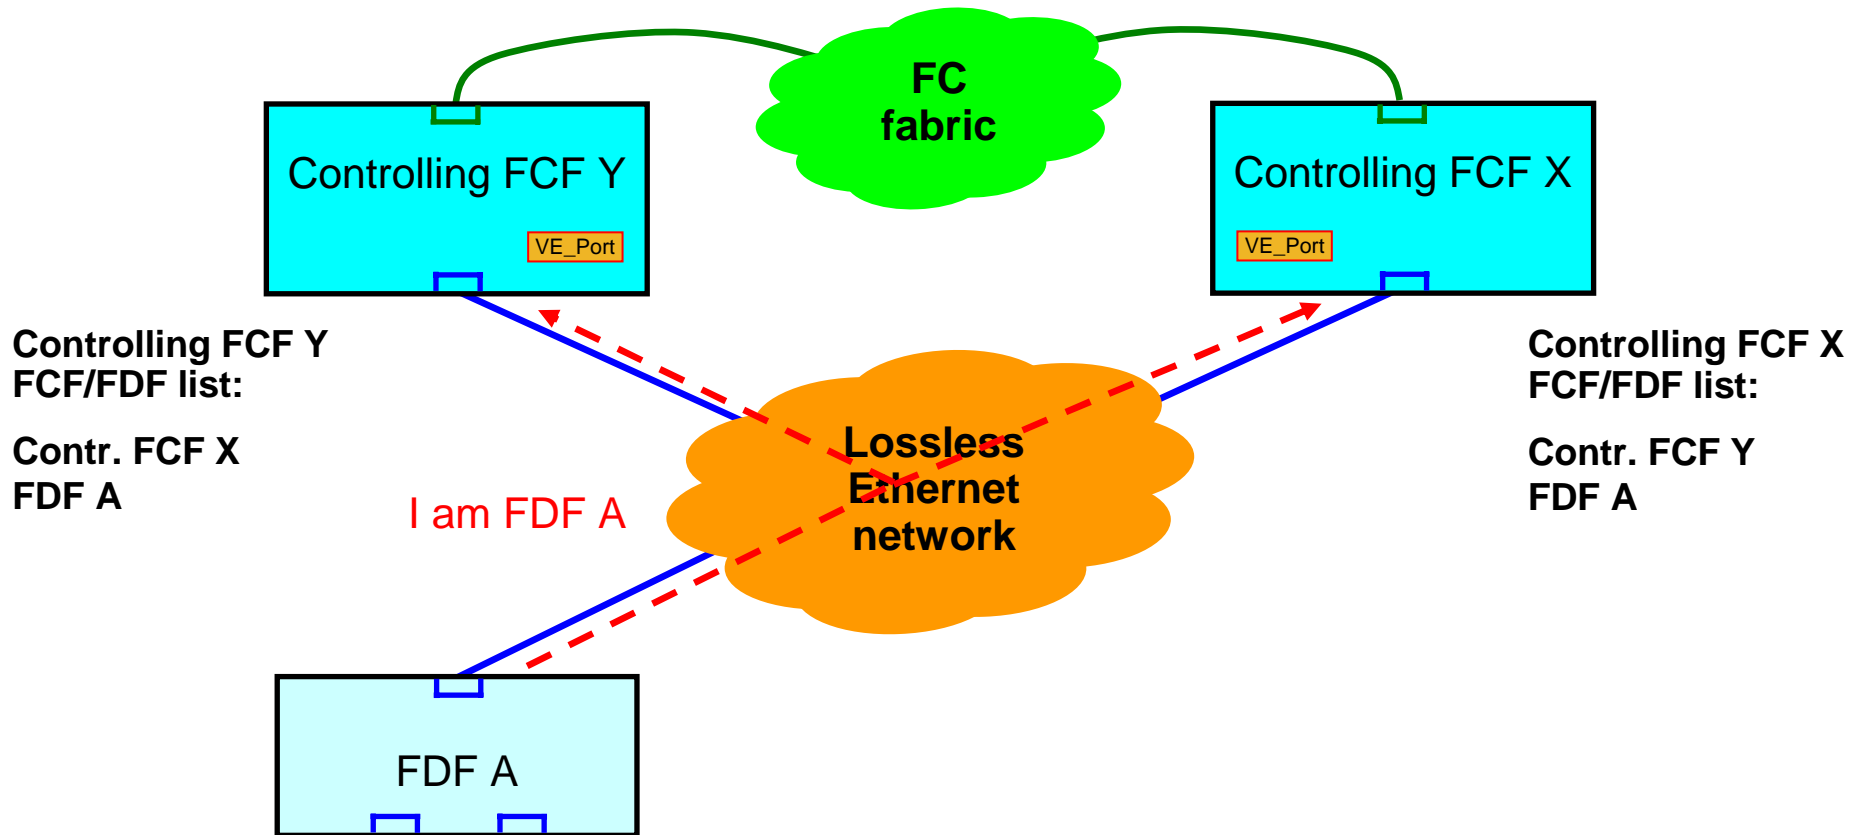 FC
fabric
Controlling FCF Y
VE_Port
Controlling FCF X
VE_Port
Controlling FCF Y
FCF/FDF list:
Contr. FCF X
FDF A
Controlling FCF X
FCF/FDF list:
Contr. FCF Y
FDF A
I am FDF A
Lossless
Ethernet
network
FDF A